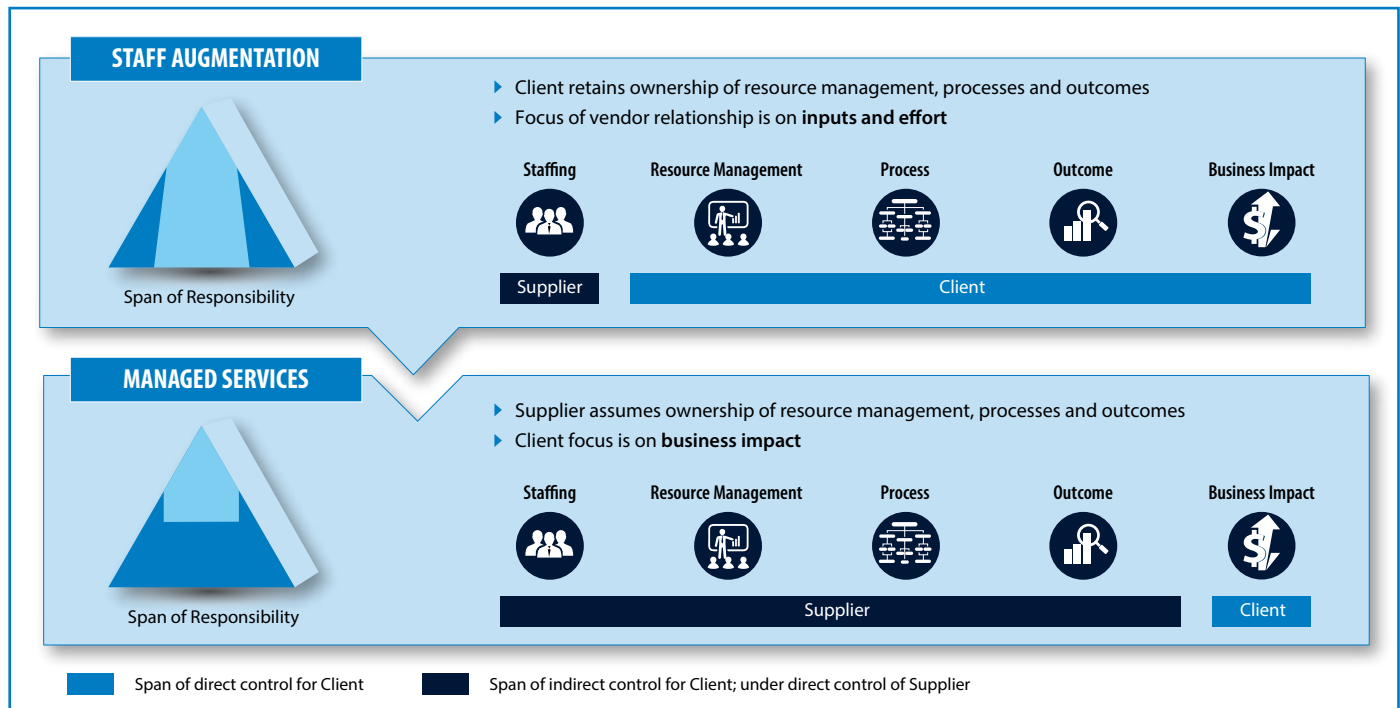 STAFF AUGMENTATION
Client retains ownership of resource management, processes and outcomes
Focus of vendor relationship is on inputs and effort
Staffing Resource Management Process Outcome Business Impact
Supplier Client
Span of Responsibility
MANAGED SERVICES
Supplier assumes ownership of resource management, processes and outcomes
Client focus is on business impact
Staffing Resource Management Process Outcome Business Impact
Supplier Client
Span of Responsibility
Span of direct control for Client
Span of indirect control for Client; under direct control of Supplier